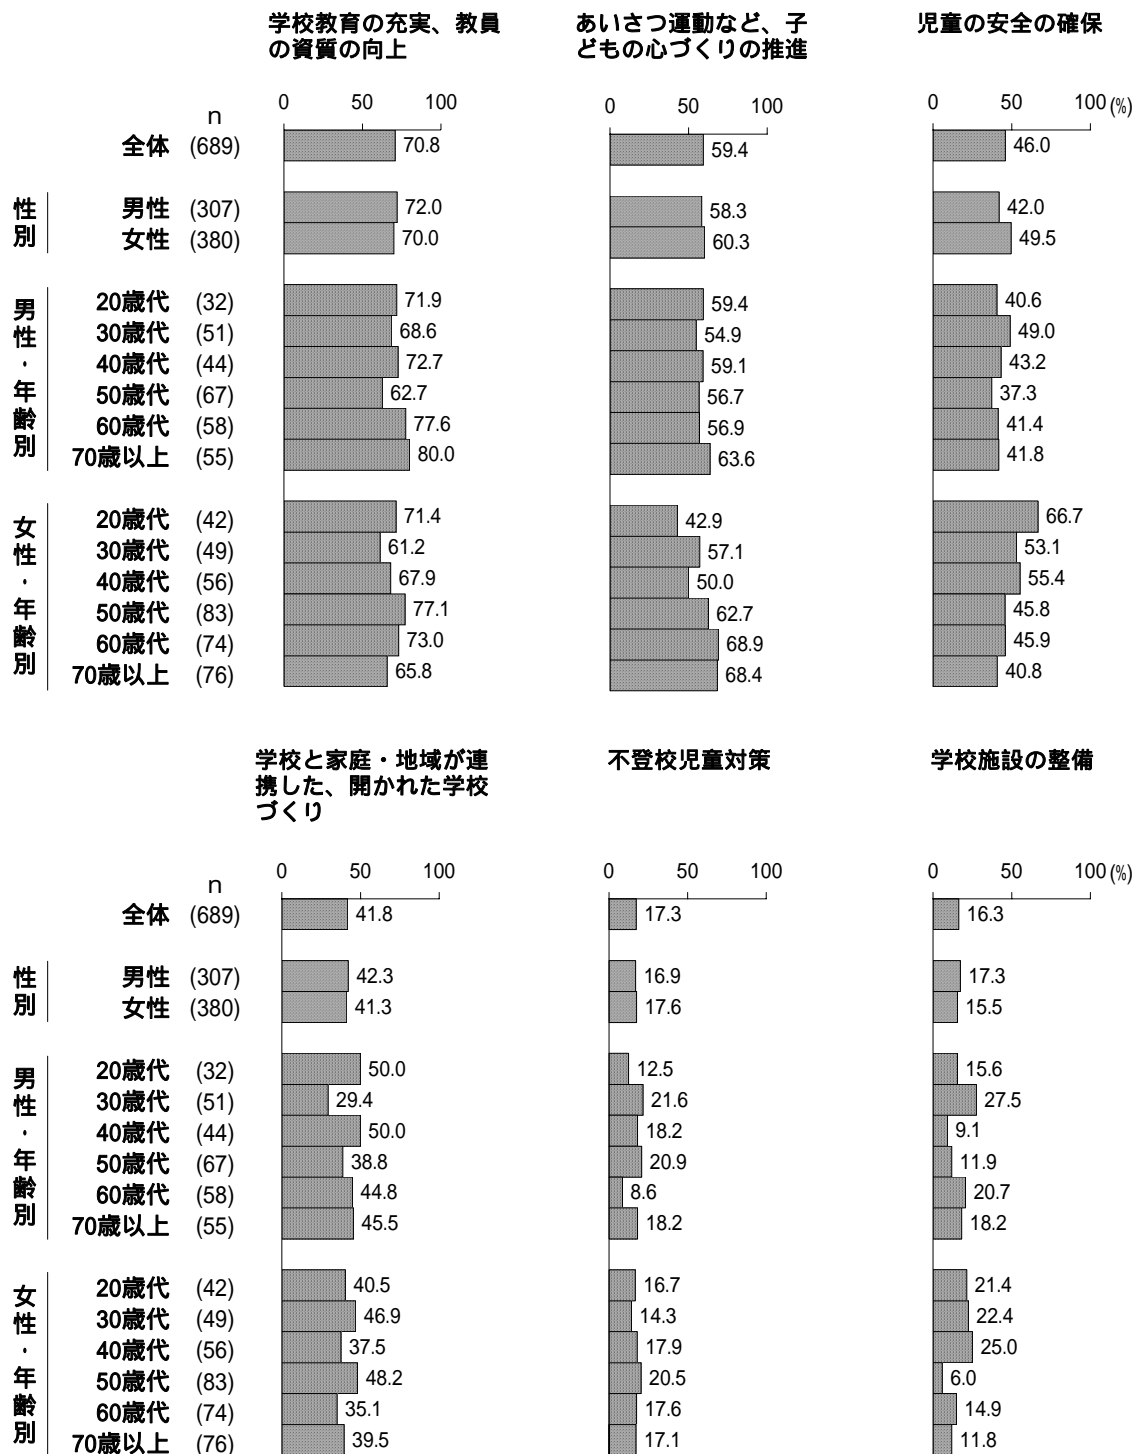 学校教育の充実、教員
の資質の向上
あいさつ運動など、子
どもの心づくりの推進
児童の安全の確保
0 50 100 0 50 100 0 50 100 (%)
n
全体 (689) 70.8 59.4 46.0
性別
男性 (307) 72.0 58.3 42.0
女性 (380) 70.0 60.3 49.5
男性・年齢別
20歳代 (32) 71.9 59.4 40.6
30歳代 (51) 68.6 54.9 49.0
40歳代 (44) 72.7 59.1 43.2
50歳代 (67) 62.7 56.7 37.3
60歳代 (58) 77.6 56.9 41.4
70歳以上 (55) 80.0 63.6 41.8
女性・年齢別
20歳代 (42) 71.4 42.9 66.7
30歳代 (49) 61.2 57.1 53.1
40歳代 (56) 67.9 50.0 55.4
50歳代 (83) 77.1 62.7 45.8
60歳代 (74) 73.0 68.9 45.9
70歳以上 (76) 65.8 68.4 40.8
学校と家庭・地域が連
携した、開かれた学校
づくり
不登校児童対策
学校施設の整備
0 50 100 0 50 100 0 50 100 (%)
n
全体 (689) 41.8 17.3 16.3
性別
男性 (307) 42.3 16.9 17.3
女性 (380) 41.3 17.6 15.5
男性・年齢別
20歳代 (32) 50.0 12.5 15.6
30歳代 (51) 29.4 21.6 27.5
40歳代 (44) 50.0 18.2 9.1
50歳代 (67) 38.8 20.9 11.9
60歳代 (58) 44.8 8.6 20.7
70歳以上 (55) 45.5 18.2 18.2
女性・年齢別
20歳代 (42) 40.5 16.7 21.4
30歳代 (49) 46.9 14.3 22.4
40歳代 (56) 37.5 17.9 25.0
50歳代 (83) 48.2 20.5 6.0
60歳代 (74) 35.1 17.6 14.9
70歳以上 (76) 39.5 17.1 11.8